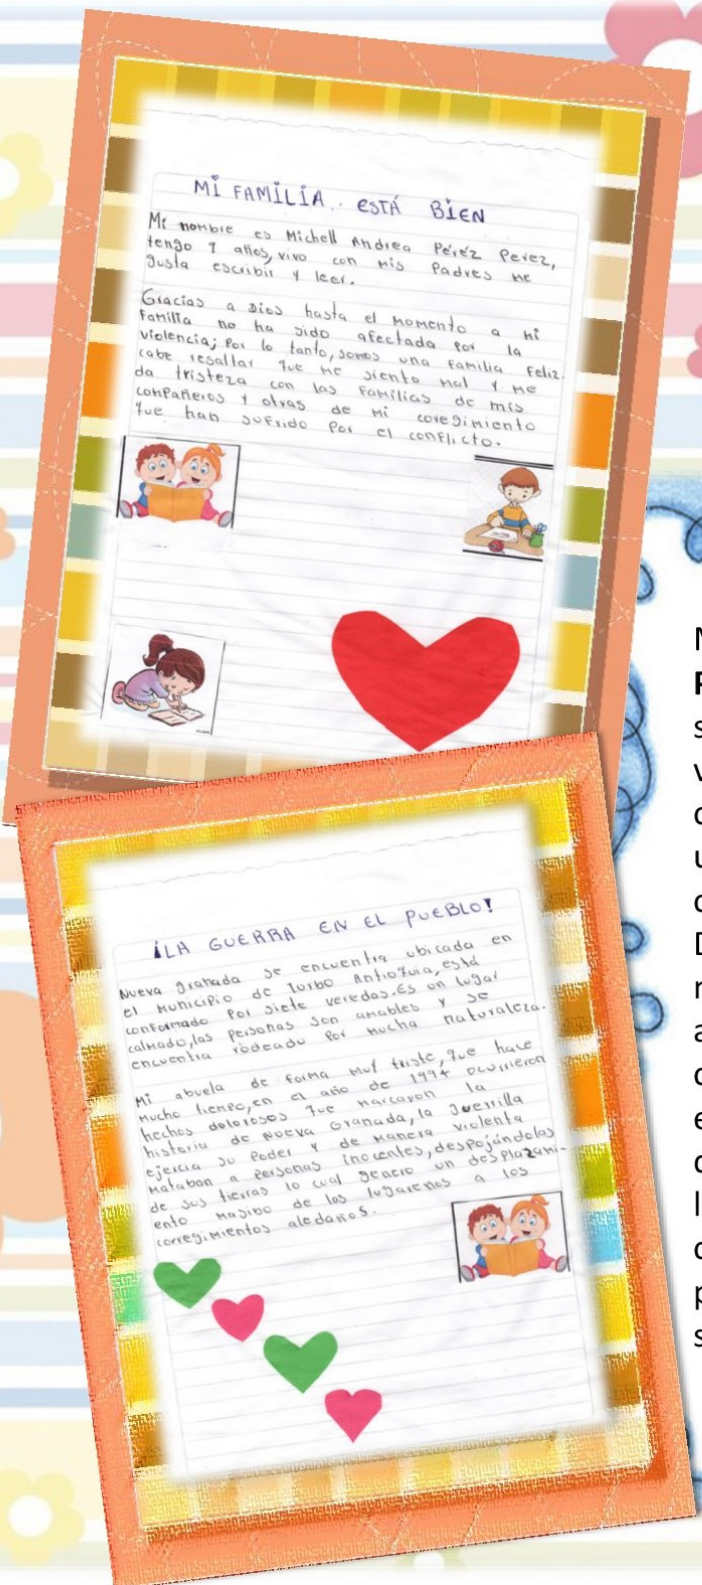 MI FAMILIA ESTÁ BIEN
Mi nombre es Michell Andrea Pérez Perez,
tengo 7 años, vivo con mis Padres me
gusta escribir y leer.
Gracias a Dios hasta el momento a mi
familia no ha sido afectada por la
violencia; Por lo tanto, somos una familia Feliz.
cabe resaltar que me siento mal y me
da tristeza con las familias de mis
compañeros y otras de mi coregimiento
que han sufrido por el conflicto.
¡LA GUERRA EN EL PUEBLO!
Nueva granada se encuentra ubicada en
el municipio de Turbo Antioquia, está
conformado por siete veredas. Es un lugar
calmado, las personas son amables y se
encuentra rodeado por mucha naturaleza.
Mi abuela de forma muy triste, que hace
mucho tiempo, en el año de 1994 ocurrieron
hechos dolorosos que marcaron la
historia de Nueva Granada, la guerrilla
ejercia su Poder y de manera violenta
mataban a personas inocentes, despojándolas
de sus tierras lo cual genero un desplazami-
ento masibo de los lugareños a los
corregimientos aledaños.